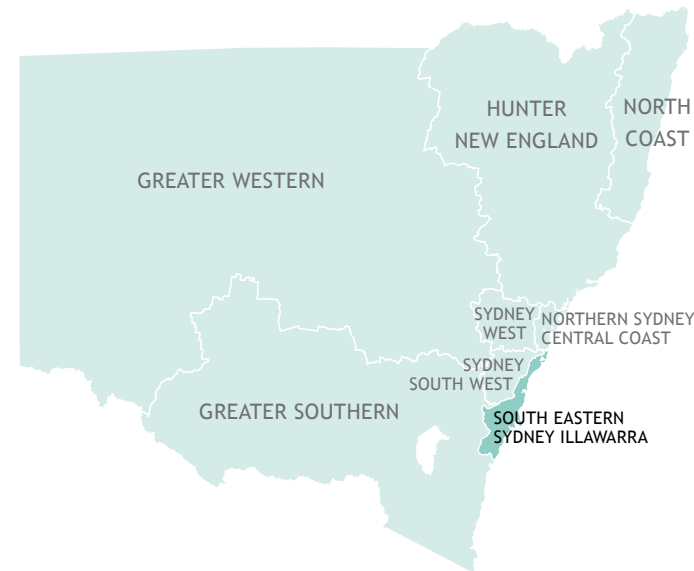 HUNTER
NEW ENGLAND
NORTH
COAST
GREATER WESTERN
SYDNEY
WEST
NORTHERN SYDNEY
CENTRAL COAST
SYDNEY
SOUTH WEST
GREATER SOUTHERN
SOUTH EASTERN
SYDNEY ILLAWARRA